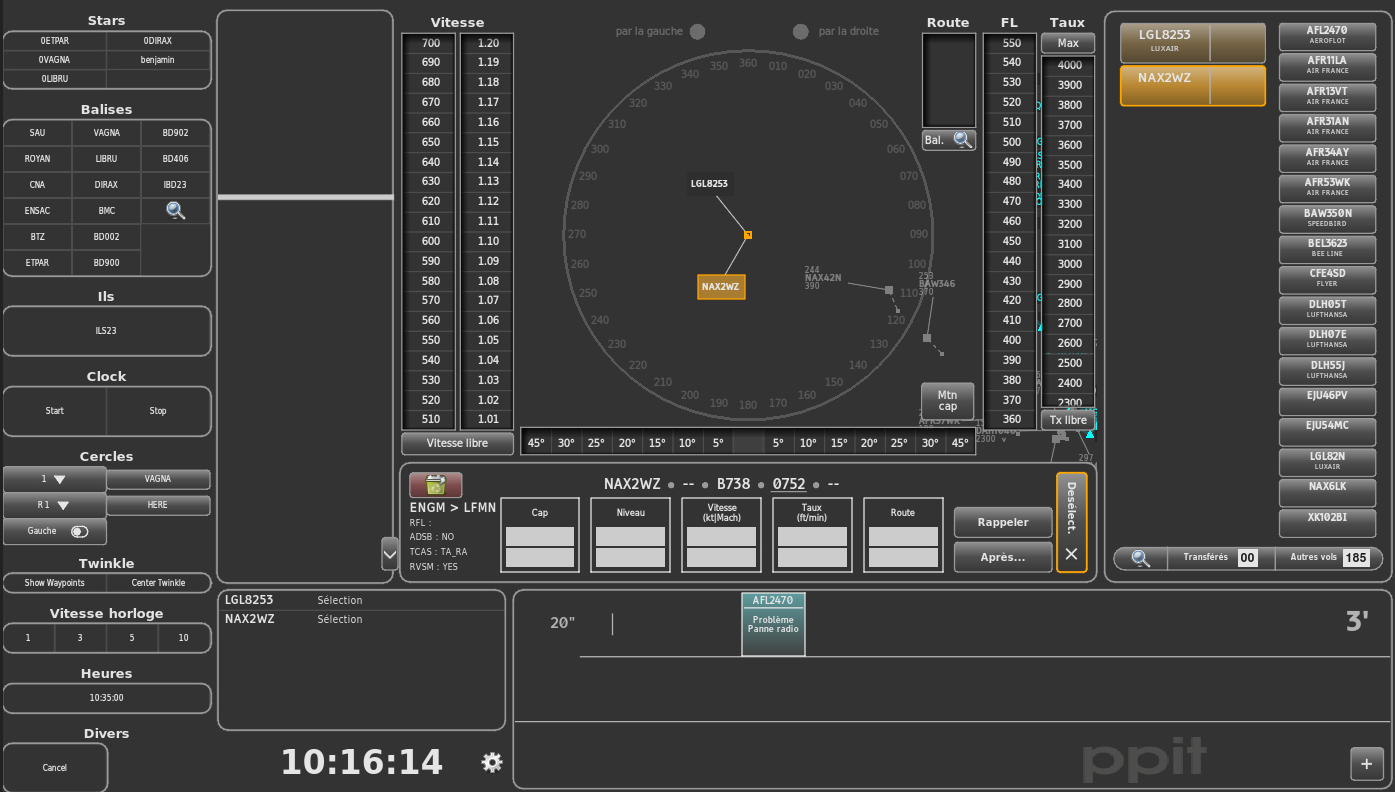 Stars
0ETPAR 0DIRAX
0VAGNA benjamin
0LIBRU
Balises
SAU VAGNA BD902
ROYAN LIBRU BD406
CNA DIRAX IBD23
ENSAC BMC
BTZ BD002
ETPAR BD900
Ils
ILS23
Clock
Start Stop
Cercles
1 VAGNA
R 1 HERE
Gauche
Twinkle
Show Waypoints Center Twinkle
Vitesse horloge
1 3 5 10
Heures
10:35:00
Divers
Cancel
Vitesse
700 1.20
690 1.19
680 1.18
670 1.17
660 1.16
650 1.15
640 1.14
630 1.13
620 1.12
610 1.11
600 1.10
590 1.09
580 1.08
570 1.07
560 1.06
550 1.05
540 1.04
530 1.03
520 1.02
510 1.01
Vitesse libre
par la gauche par la droite
350 360 010
340 020
330 030
320 040
310 050
300 060
290 070
280 080
270 090
260 100
250 110
240 120
230 130
220 140
210 150
200 160
190 180 170
LGL8253
NAX2WZ
244
NAX42N
390
253
BAW346
370
45° 30° 25° 20° 15° 10° 5° 5° 10° 15° 20° 25° 30° 45°
Route
Bal.
Mtn
cap
2300
297
FL
550
540
530
520
510
500
490
480
470
460
450
440
430
420
410
400
390
380
370
360
Taux
Max
4000
3900
3800
3700
3600
3500
3400
3300
3200
3100
3000
2900
2800
2700
2600
2500
2400
2300
Tx libre
NAX2WZ -- B738 0752 --
ENGM > LFMN
RFL :
ADSB : NO
TCAS : TA_RA
RVSM : YES
Cap
Niveau
Vitesse
(kt|Mach)
Taux
(ft/min)
Route
Rappeler
Après...
Desélect.
LGL8253
LUXAIR
NAX2WZ
AFL2470
AEROFLOT
AFR11LA
AIR FRANCE
AFR13VT
AIR FRANCE
AFR31AN
AIR FRANCE
AFR34AY
AIR FRANCE
AFR53WK
AIR FRANCE
BAW350N
SPEEDBIRD
BEL3623
BEE LINE
CFE4SD
FLYER
DLH05T
LUFTHANSA
DLH07E
LUFTHANSA
DLH55J
LUFTHANSA
EJU46PV
EJU54MC
LGL82N
LUXAIR
NAX6LK
XK102BI
Transférés 00 Autres vols 185
LGL8253 Sélection
NAX2WZ Sélection
10:16:14
20"
AFL2470
Problème
Panne radio
3'
ppit
+